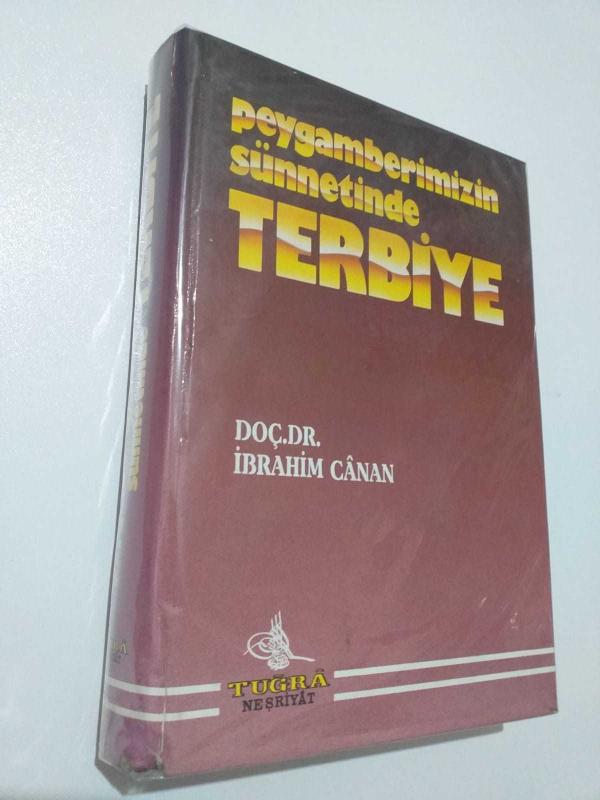 peygamberimizin
sünnetinde
TERBİYE
DOÇ.DR.
İBRAHİM CÂNAN
TUĞRÂ
NEŞRİYÂT